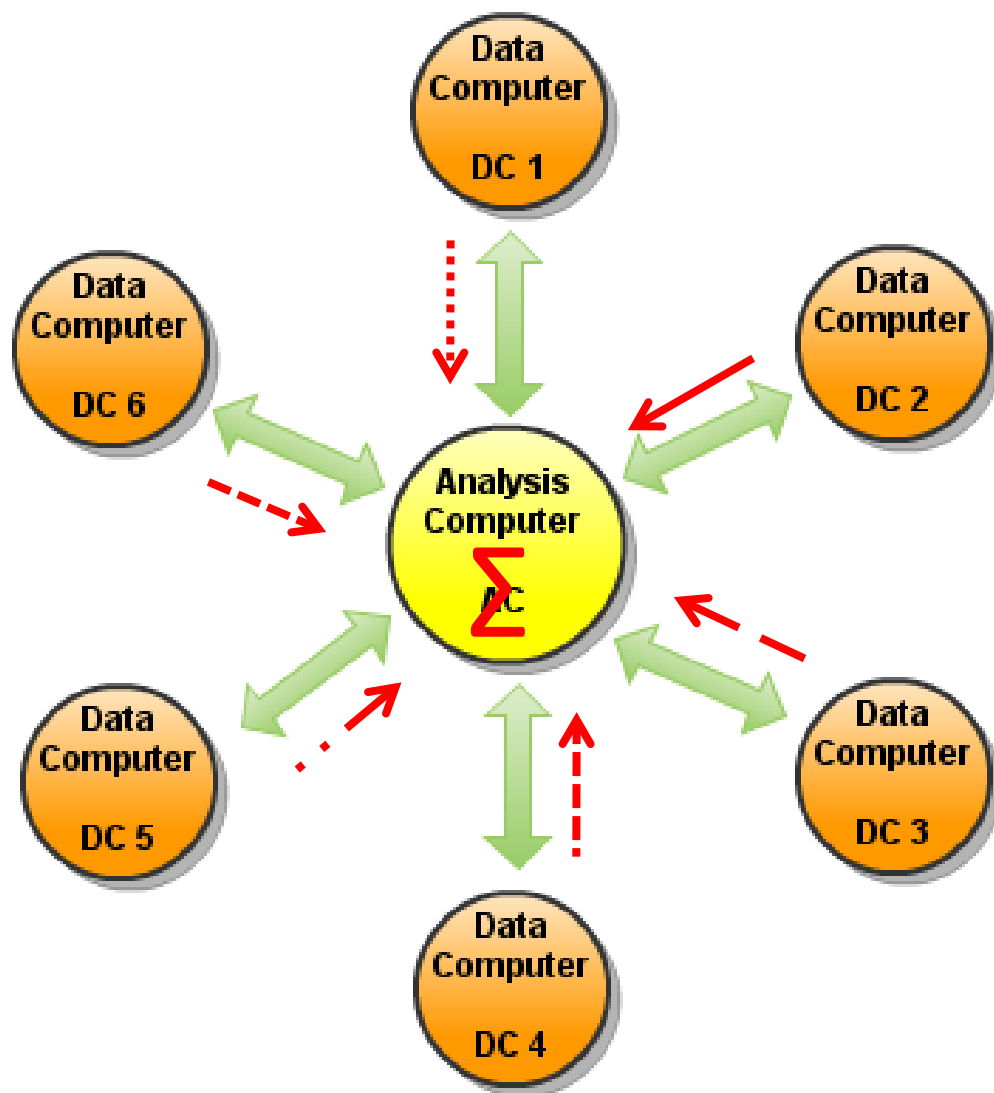 Data
Computer
DC 1
Data
Computer
DC 2
Data
Computer
DC 6
Analysis
Computer
Σ
AC
Data
Computer
DC 3
Data
Computer
DC 5
Data
Computer
DC 4